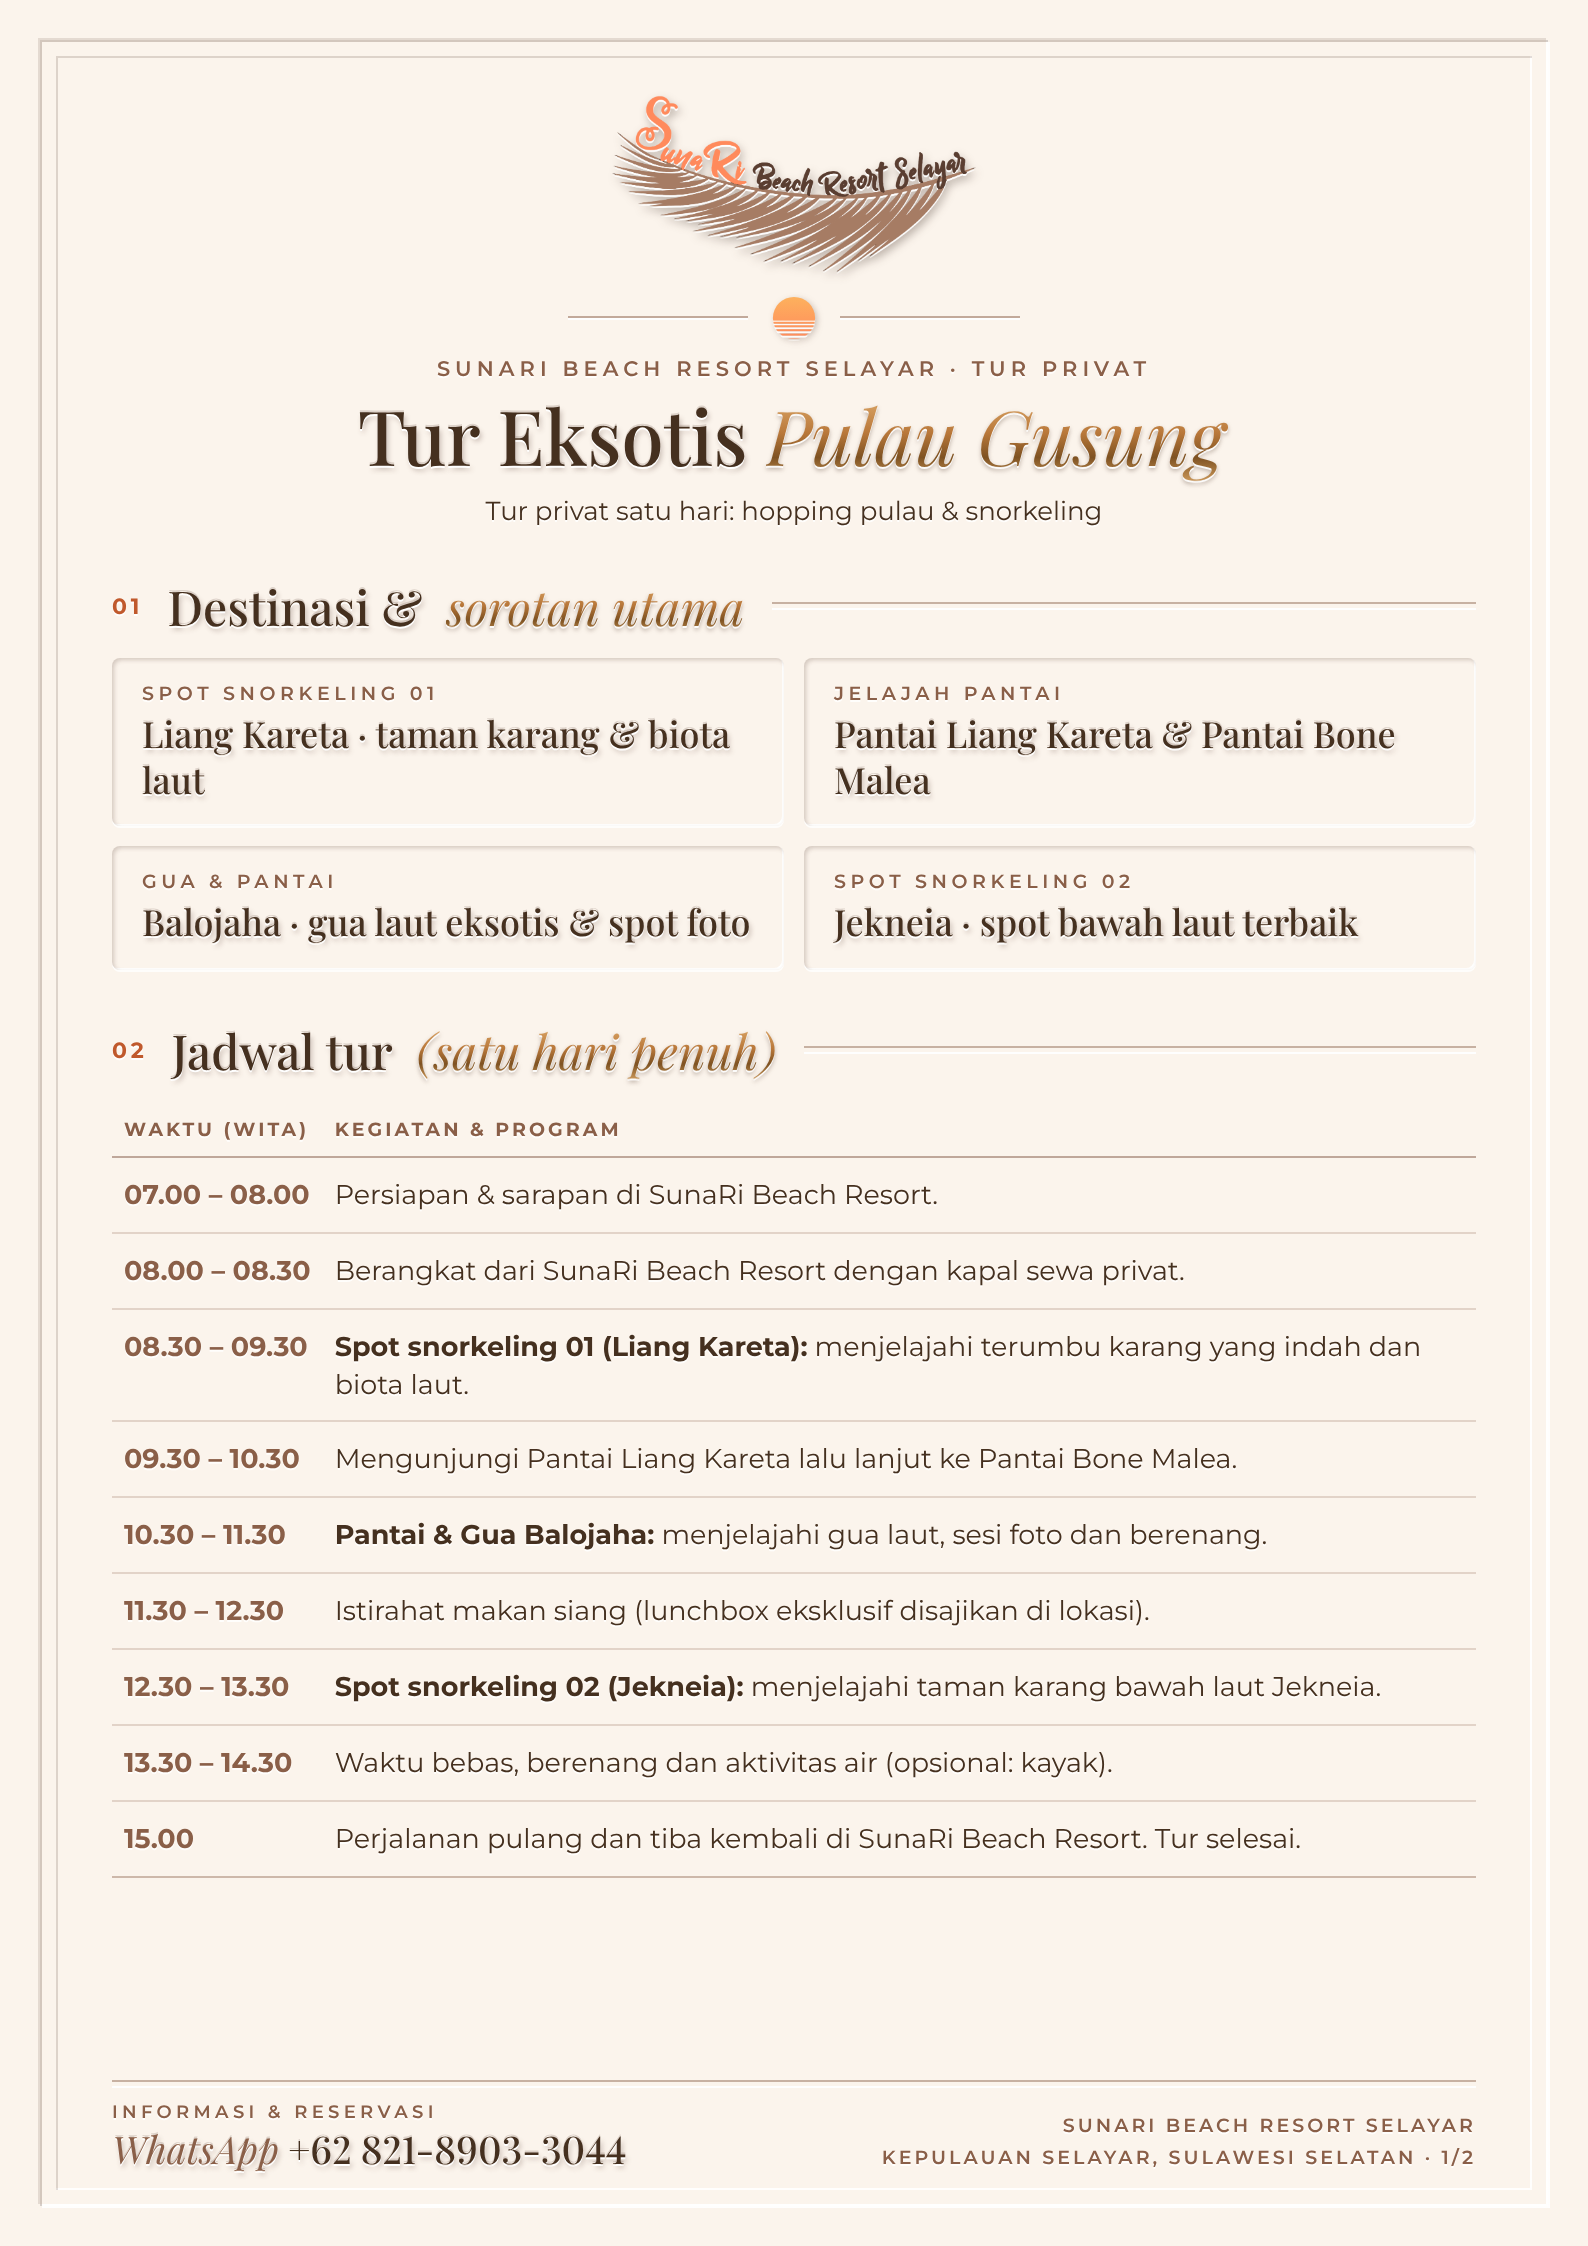 SunaRi Beach Resort Selayar
SUNARI BEACH RESORT SELAYAR · TUR PRIVAT
Tur Eksotis Pulau Gusung
Tur privat satu hari: hopping pulau & snorkeling
01 Destinasi & sorotan utama
SPOT SNORKELING 01
Liang Kareta · taman karang & biota
laut
JELAJAH PANTAI
Pantai Liang Kareta & Pantai Bone
Malea
GUA & PANTAI
Balojaha · gua laut eksotis & spot foto
SPOT SNORKELING 02
Jekneia · spot bawah laut terbaik
02 Jadwal tur (satu hari penuh)
WAKTU (WITA) KEGIATAN & PROGRAM
07.00 – 08.00 Persiapan & sarapan di SunaRi Beach Resort.
08.00 – 08.30 Berangkat dari SunaRi Beach Resort dengan kapal sewa privat.
08.30 – 09.30 Spot snorkeling 01 (Liang Kareta): menjelajahi terumbu karang yang indah dan
biota laut.
09.30 – 10.30 Mengunjungi Pantai Liang Kareta lalu lanjut ke Pantai Bone Malea.
10.30 – 11.30 Pantai & Gua Balojaha: menjelajahi gua laut, sesi foto dan berenang.
11.30 – 12.30 Istirahat makan siang (lunchbox eksklusif disajikan di lokasi).
12.30 – 13.30 Spot snorkeling 02 (Jekneia): menjelajahi taman karang bawah laut Jekneia.
13.30 – 14.30 Waktu bebas, berenang dan aktivitas air (opsional: kayak).
15.00 Perjalanan pulang dan tiba kembali di SunaRi Beach Resort. Tur selesai.
INFORMASI & RESERVASI
WhatsApp +62 821-8903-3044
SUNARI BEACH RESORT SELAYAR
KEPULAUAN SELAYAR, SULAWESI SELATAN · 1/2